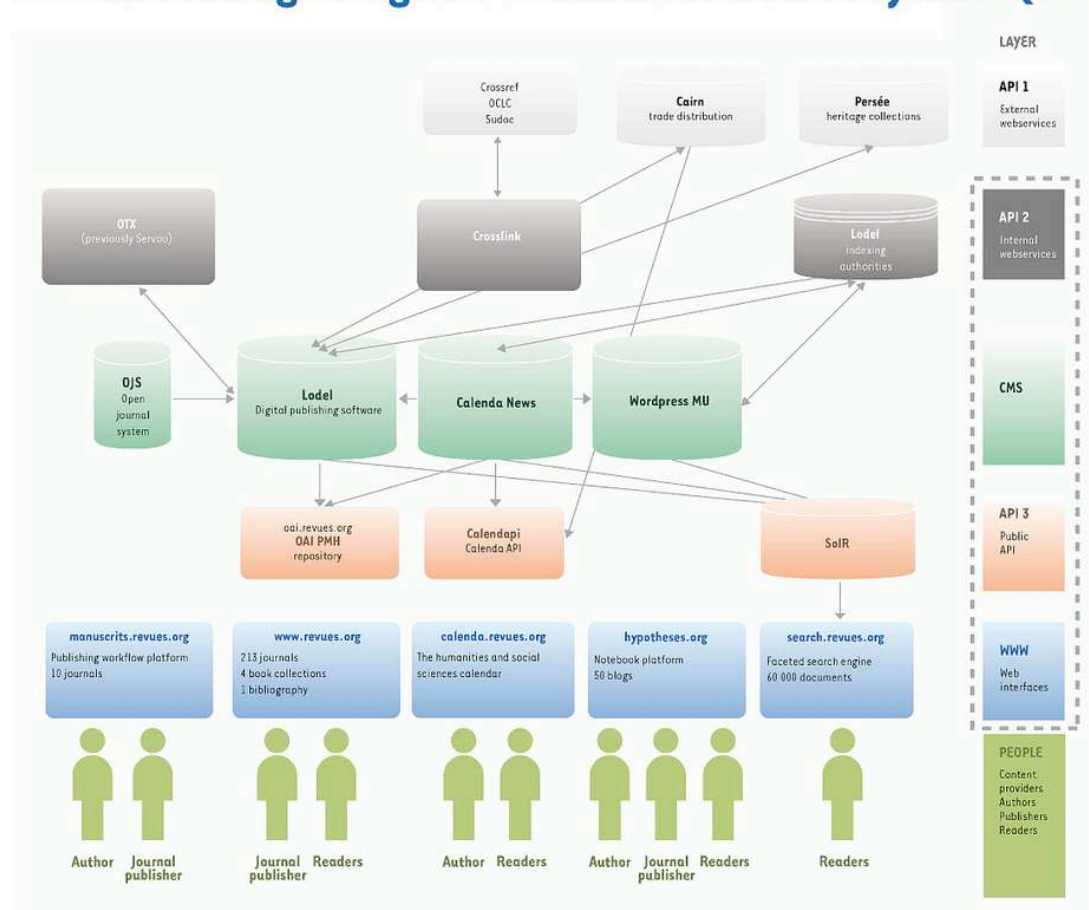 LAYER
Crossref
OCLC
Sudoc
Cairn
trade distribution
Persée
heritage collections
API 1
External
webservices
OTX
(previously Servoo)
Crosslink
Lodel
indexing
authorities
API 2
Internal
webservices
OJS
Open
journal
system
Lodel
Digital publishing software
Calenda News
Wordpress MU
CMS
oai.revues.org
OAI PMH
repository
Calendapi
Calenda API
SolR
API 3
Public
API
manuscrits.revues.org
Publishing workflow platform
10 journals
www.revues.org
213 journals
4 book collections
1 bibliography
calenda.revues.org
The humanities and social
sciences calendar
hypotheses.org
Notebook platform
50 blogs
search.revues.org
Faceted search engine
60 000 documents
WWW
Web
interfaces
PEOPLE
Content
providers
Authors
Publishers
Readers
Author
Journal
publisher
Journal
publisher
Readers
Author
Readers
Author
Journal
publisher
Readers
Readers